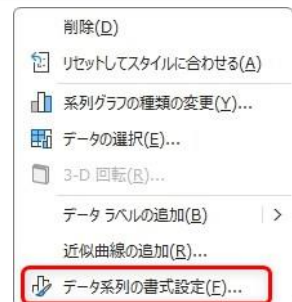 削除(D)
リセットしてスタイルに合わせる(A)
系列グラフの種類の変更(Y)...
データの選択(E)...
3-D 回転(R)...
データ ラベルの追加(B) >
近似曲線の追加(R)...
データ系列の書式設定(F)...